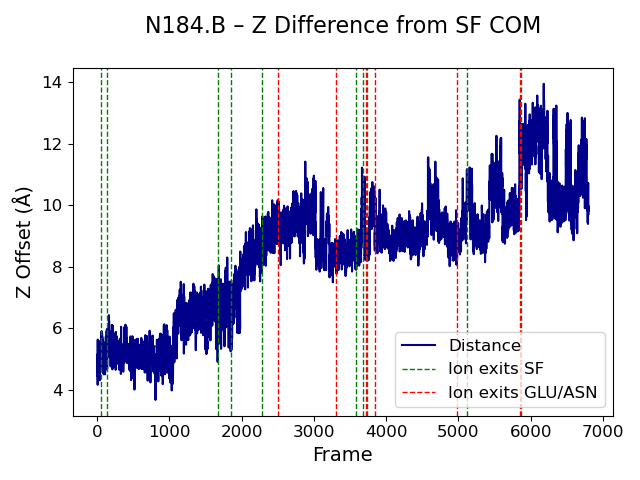 N184.B – Z Difference from SF COM
14
12
10
8
6
4
Z Offset (Å)
Distance
Ion exits SF
Ion exits GLU/ASN
0 1000 2000 3000 4000 5000 6000 7000
Frame